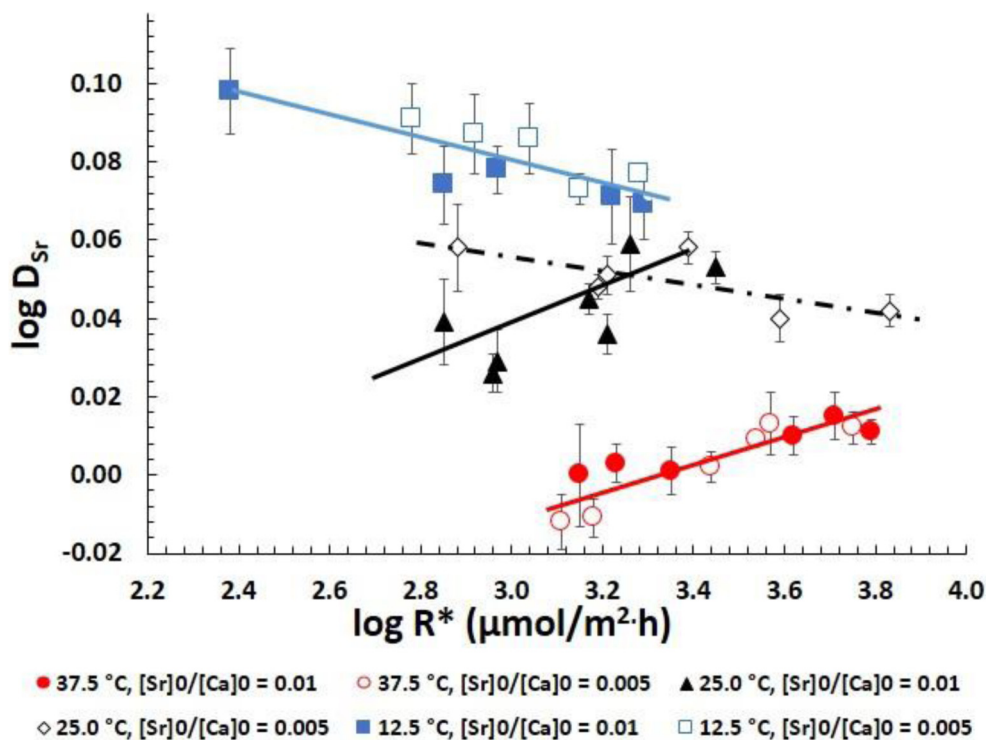 log D_Sr
0.10
0.08
0.06
0.04
0.02
0.00
-0.02
2.2 2.4 2.6 2.8 3.0 3.2 3.4 3.6 3.8 4.0
log R* (µmol/m²·h)
37.5 °C, [Sr]0/[Ca]0 = 0.01 37.5 °C, [Sr]0/[Ca]0 = 0.005 25.0 °C, [Sr]0/[Ca]0 = 0.01
25.0 °C, [Sr]0/[Ca]0 = 0.005 12.5 °C, [Sr]0/[Ca]0 = 0.01 12.5 °C, [Sr]0/[Ca]0 = 0.005